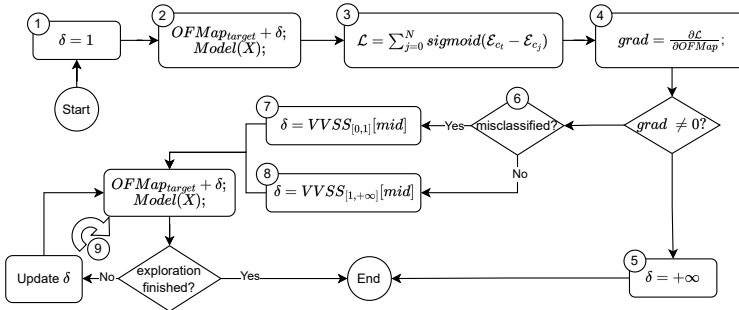 1
δ = 1
Start
2
OFMap_target + δ;
Model(X);
3
ℒ = ∑_{j=0}^{N} sigmoid(ℰ_{c_t} − ℰ_{c_j})
4
grad = ∂ℒ/∂OFMap;
grad ≠ 0?
6
misclassified?
Yes
No
7
δ = VVSS_{[0,1]}[mid]
8
δ = VVSS_{[1,+∞]}[mid]
OFMap_target + δ;
Model(X);
9
Update δ
No
exploration
finished?
Yes
End
5
δ = +∞